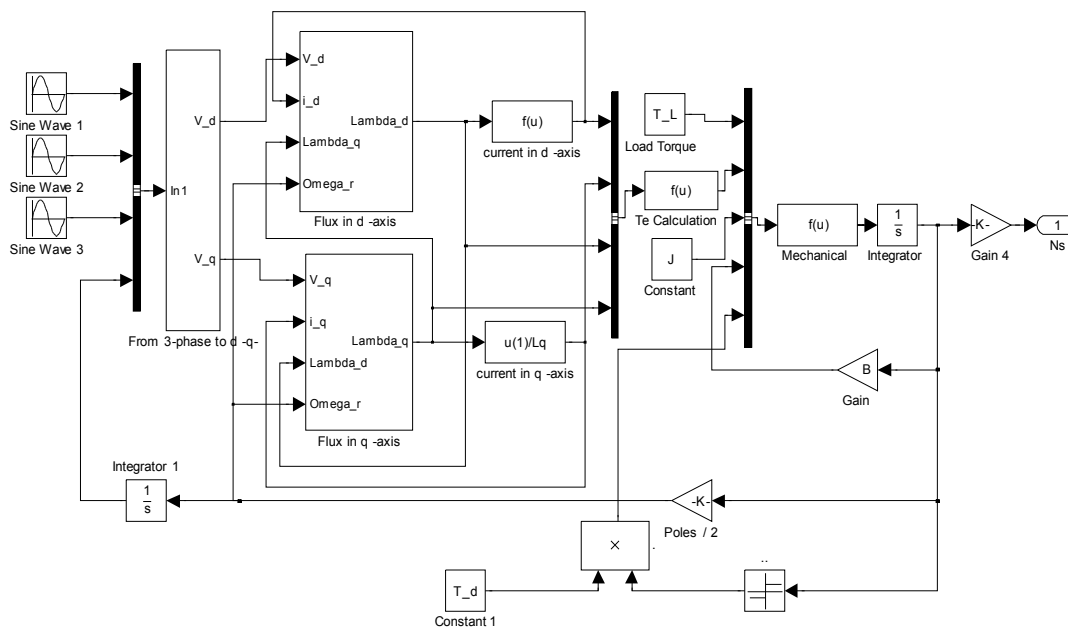 Sine Wave 1
Sine Wave 2
Sine Wave 3
In1
V_d
V_q
From 3-phase to d -q-
V_d
i_d
Lambda_q
Omega_r
Lambda_d
Flux in d -axis
V_q
i_q
Lambda_d
Omega_r
Lambda_q
Flux in q -axis
f(u)
current in d -axis
u(1)/Lq
current in q -axis
T_L
Load Torque
f(u)
Te Calculation
J
Constant
f(u)
Mechanical
1
s
Integrator
-K-
Gain 4
1
Ns
B
Gain
Integrator 1
1
s
-K-
Poles / 2
×
.
..
T_d
Constant 1